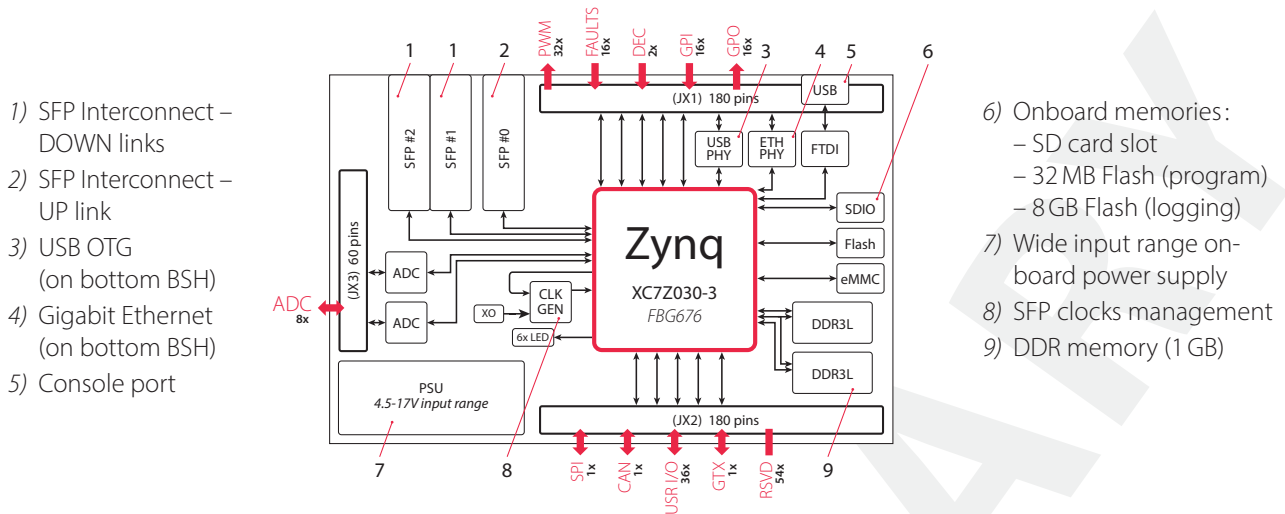 1) SFP Interconnect –
DOWN links
2) SFP Interconnect –
UP link
3) USB OTG
(on bottom BSH)
4) Gigabit Ethernet
(on bottom BSH)
5) Console port
1
1
2
PWM
32x
FAULTS
16x
DEC
2x
GPI
16x
GPO
16x
3
4
5
6
(JX1) 180 pins
USB
SFP #2
SFP #1
SFP #0
USB
PHY
ETH
PHY
FTDI
(JX3) 60 pins
ADC
8x
ADC
ADC
XO
CLK
GEN
6x LED
Zynq
XC7Z030-3
FBG676
SDIO
Flash
eMMC
DDR3L
DDR3L
PSU
4.5-17V input range
(JX2) 180 pins
7
8
SPI
1x
CAN
1x
USR I/O
36x
GTX
1x
RSVD
54x
9
6) Onboard memories:
– SD card slot
– 32 MB Flash (program)
– 8 GB Flash (logging)
7) Wide input range on-
board power supply
8) SFP clocks management
9) DDR memory (1 GB)
ARY